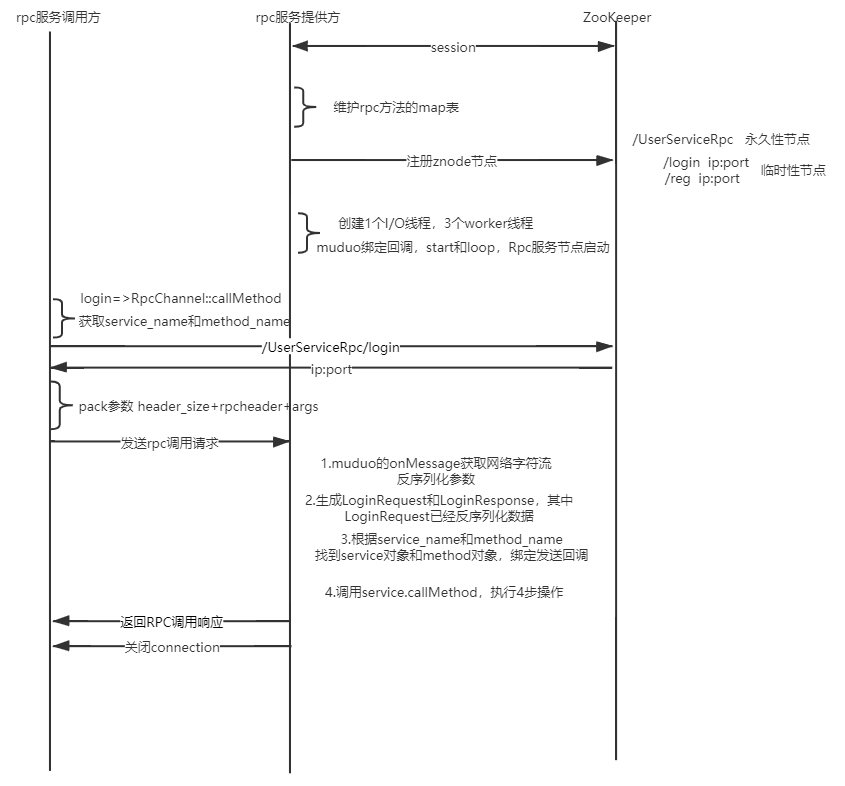 rpc服务调用方
rpc服务提供方
ZooKeeper
session
维护rpc方法的map表
/UserServiceRpc 永久性节点
注册znode节点
/login ip:port
/reg ip:port
临时性节点
创建1个I/O线程，3个worker线程
muduo绑定回调，start和loop，Rpc服务节点启动
login=>RpcChannel::callMethod
获取service_name和method_name
/UserServiceRpc/login
ip:port
pack参数 header_size+rpcheader+args
发送rpc调用请求
1.muduo的onMessage获取网络字符流
反序列化参数
2.生成LoginRequest和LoginResponse，其中
LoginRequest已经反序列化数据
3.根据service_name和method_name
找到service对象和method对象，绑定发送回调
4.调用service.callMethod，执行4步操作
返回RPC调用响应
关闭connection